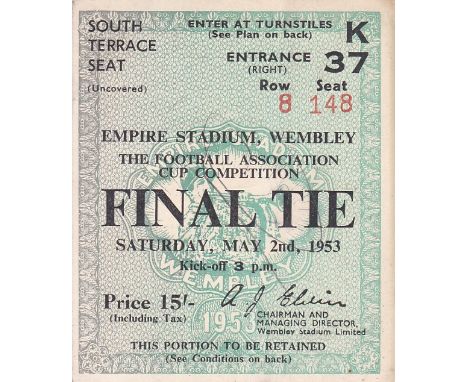 SOUTH TERRACE SEAT
(Uncovered)
ENTER AT TURNSTILES
(See Plan on back)
K
ENTRANCE 37
(RIGHT)
Row Seat
8 148
EMPIRE STADIUM, WEMBLEY
THE FOOTBALL ASSOCIATION
CUP COMPETITION
FINAL TIE
SATURDAY, MAY 2nd, 1953
Kick-off 3 p.m.
WEMBLEY
1953
Price 15/-
(Including Tax)
CHAIRMAN AND
MANAGING DIRECTOR,
Wembley Stadium Limited
THIS PORTION TO BE RETAINED
(See Conditions on back)